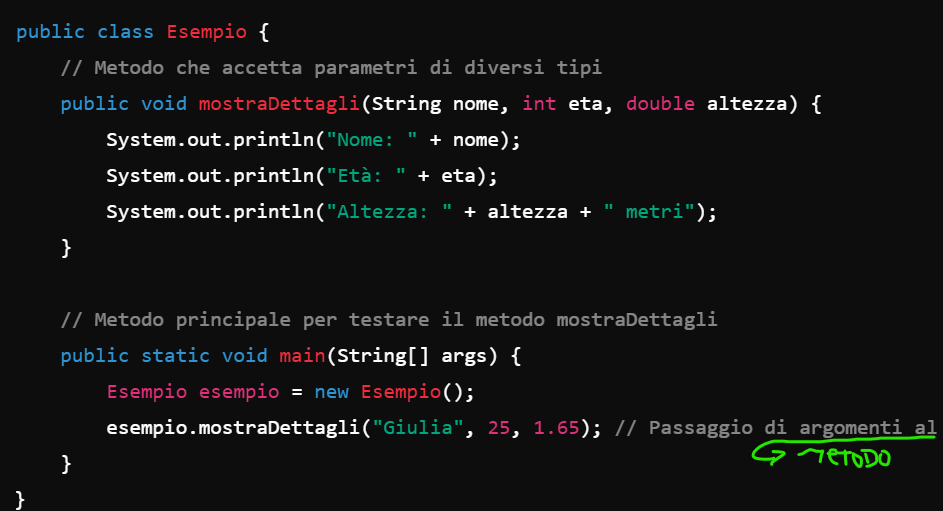 public class Esempio {
    // Metodo che accetta parametri di diversi tipi
    public void mostraDettagli(String nome, int eta, double altezza) {
        System.out.println("Nome: " + nome);
        System.out.println("Età: " + eta);
        System.out.println("Altezza: " + altezza + " metri");
    }
    // Metodo principale per testare il metodo mostraDettagli
    public static void main(String[] args) {
        Esempio esempio = new Esempio();
        esempio.mostraDettagli("Giulia", 25, 1.65); // Passaggio di argomenti al
METODO
    }
}